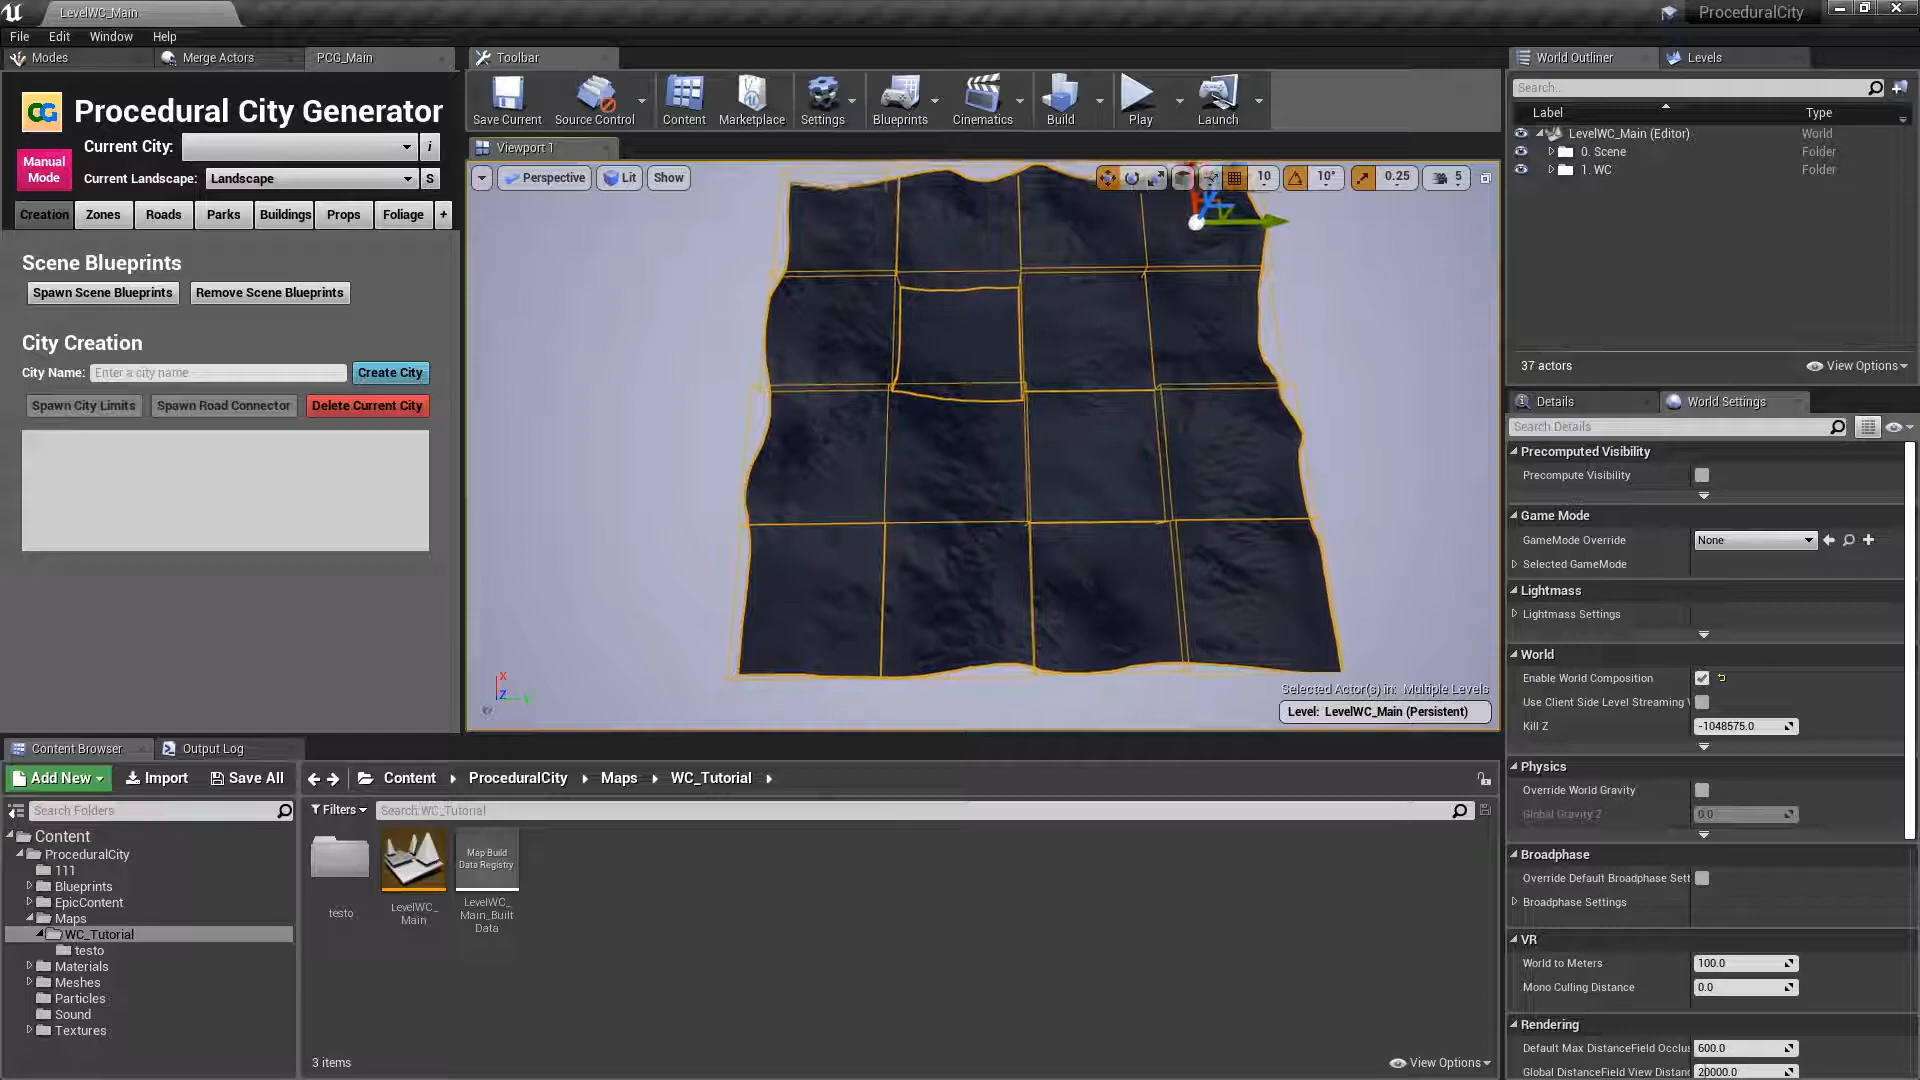 LevelWC_Main
ProceduralCity
File Edit Window Help
Modes
Merge Actors
PCG_Main
Toolbar
World Outliner
Levels
CG
Procedural City Generator
Current City:
i
Manual Mode
Current Landscape:
Landscape
S
Creation Zones Roads Parks Buildings Props Foliage +
Scene Blueprints
Spawn Scene Blueprints
Remove Scene Blueprints
City Creation
City Name:
Enter a city name
Create City
Spawn City Limits
Spawn Road Connector
Delete Current City
Save Current
Source Control
Content
Marketplace
Settings
Blueprints
Cinematics
Build
Play
Launch
Viewport 1
Perspective
Lit
Show
10
10°
0.25
5
X
Z
Selected Actor(s) in: Multiple Levels
Level: LevelWC_Main (Persistent)
Search...
Label
Type
LevelWC_Main (Editor)
World
0. Scene
Folder
1. WC
Folder
37 actors
View Options
Details
World Settings
Search Details
Precomputed Visibility
Precompute Visibility
Game Mode
GameMode Override
None
Selected GameMode
Lightmass
Lightmass Settings
World
Enable World Composition
Use Client Side Level Streaming V
Kill Z
-1048575.0
Physics
Override World Gravity
Global Gravity Z
0.0
Broadphase
Override Default Broadphase Sett
Broadphase Settings
VR
World to Meters
100.0
Mono Culling Distance
0.0
Rendering
Default Max DistanceField Occlus
600.0
Global DistanceField View Distanc
20000.0
Content Browser
Output Log
Add New
Import
Save All
Content
ProceduralCity
Maps
WC_Tutorial
Search Folders
Filters
Search WC_Tutorial
Content
ProceduralCity
111
Blueprints
EpicContent
Maps
WC_Tutorial
testo
Materials
Meshes
Particles
Sound
Textures
testo
LevelWC_
Main
Map Build
Data Registry
LevelWC_
Main_Built
Data
3 items
View Options